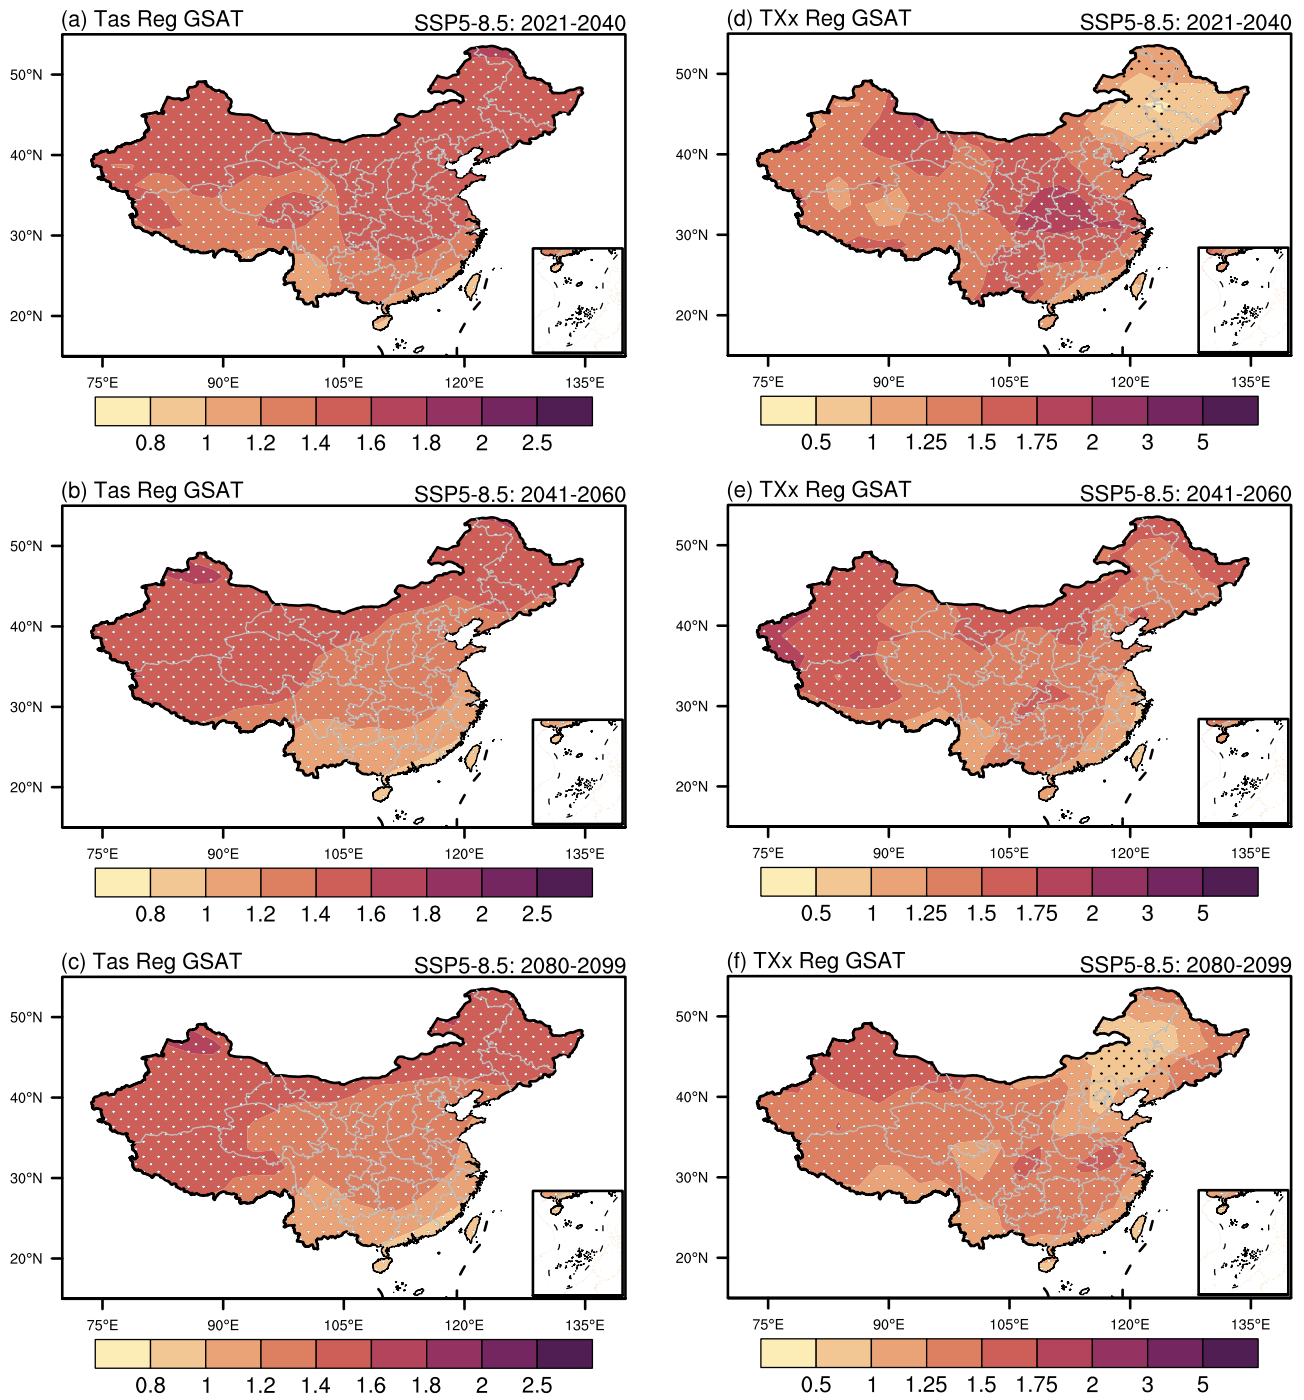 (a) Tas Reg GSAT SSP5-8.5: 2021-2040
50°N
40°N
30°N
20°N
75°E 90°E 105°E 120°E 135°E
0.8 1 1.2 1.4 1.6 1.8 2 2.5
(d) TXx Reg GSAT SSP5-8.5: 2021-2040
50°N
40°N
30°N
20°N
75°E 90°E 105°E 120°E 135°E
0.5 1 1.25 1.5 1.75 2 3 5
(b) Tas Reg GSAT SSP5-8.5: 2041-2060
50°N
40°N
30°N
20°N
75°E 90°E 105°E 120°E 135°E
0.8 1 1.2 1.4 1.6 1.8 2 2.5
(e) TXx Reg GSAT SSP5-8.5: 2041-2060
50°N
40°N
30°N
20°N
75°E 90°E 105°E 120°E 135°E
0.5 1 1.25 1.5 1.75 2 3 5
(c) Tas Reg GSAT SSP5-8.5: 2080-2099
50°N
40°N
30°N
20°N
75°E 90°E 105°E 120°E 135°E
0.8 1 1.2 1.4 1.6 1.8 2 2.5
(f) TXx Reg GSAT SSP5-8.5: 2080-2099
50°N
40°N
30°N
20°N
75°E 90°E 105°E 120°E 135°E
0.5 1 1.25 1.5 1.75 2 3 5